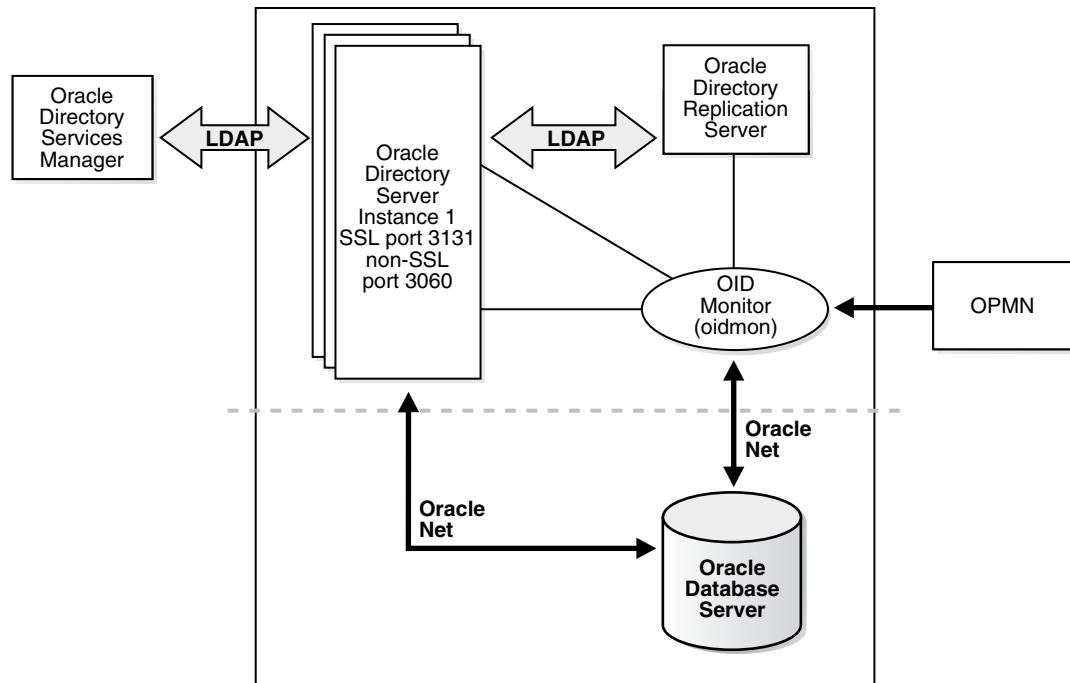 Oracle
Directory
Services
Manager
LDAP
Oracle
Directory
Server
Instance 1
SSL port 3131
non-SSL
port 3060
LDAP
Oracle
Directory
Replication
Server
OID
Monitor
(oidmon)
OPMN
Oracle
Net
Oracle
Net
Oracle
Database
Server